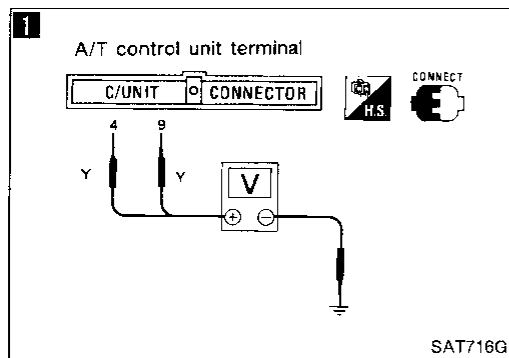 1
A/T control unit terminal
C/UNIT CONNECTOR
H.S.
CONNECT
4 9
Y Y
V
+ −
SAT716G